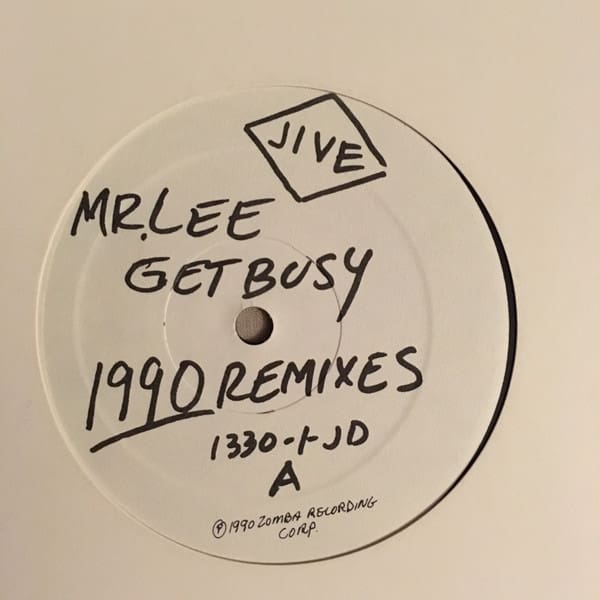 JIVE
MR. LEE
GET BUSY
1990 REMIXES
1330-1-JD
A
℗ 1990 ZOMBA RECORDING
CORP.